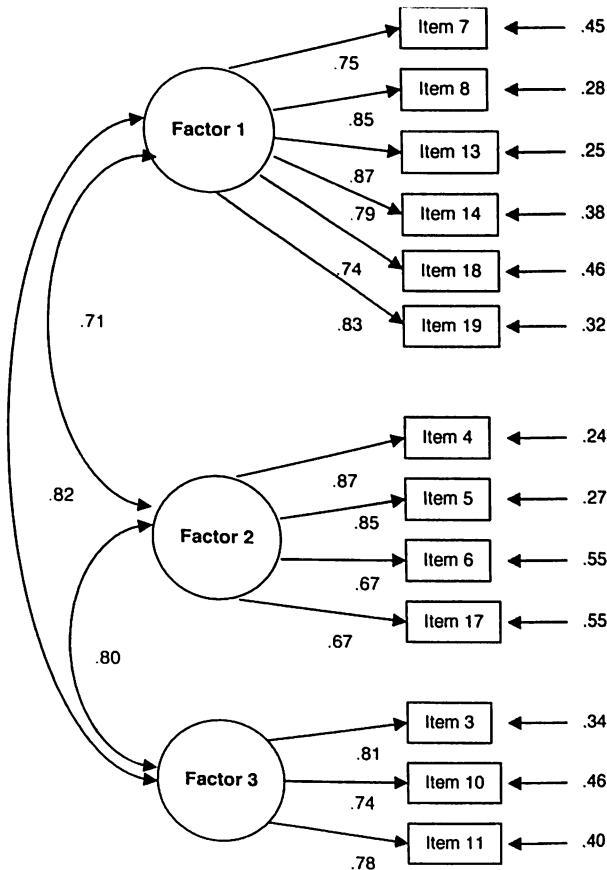 Item 7 .45
.75
Item 8 .28
.85
Factor 1
Item 13 .25
.87
Item 14 .38
.79
Item 18 .46
.74
Item 19 .32
.83
.71
Item 4 .24
.87
.82
Item 5 .27
.85
Factor 2
Item 6 .55
.67
Item 17 .55
.67
.80
Item 3 .34
.81
Factor 3
Item 10 .46
.74
Item 11 .40
.78